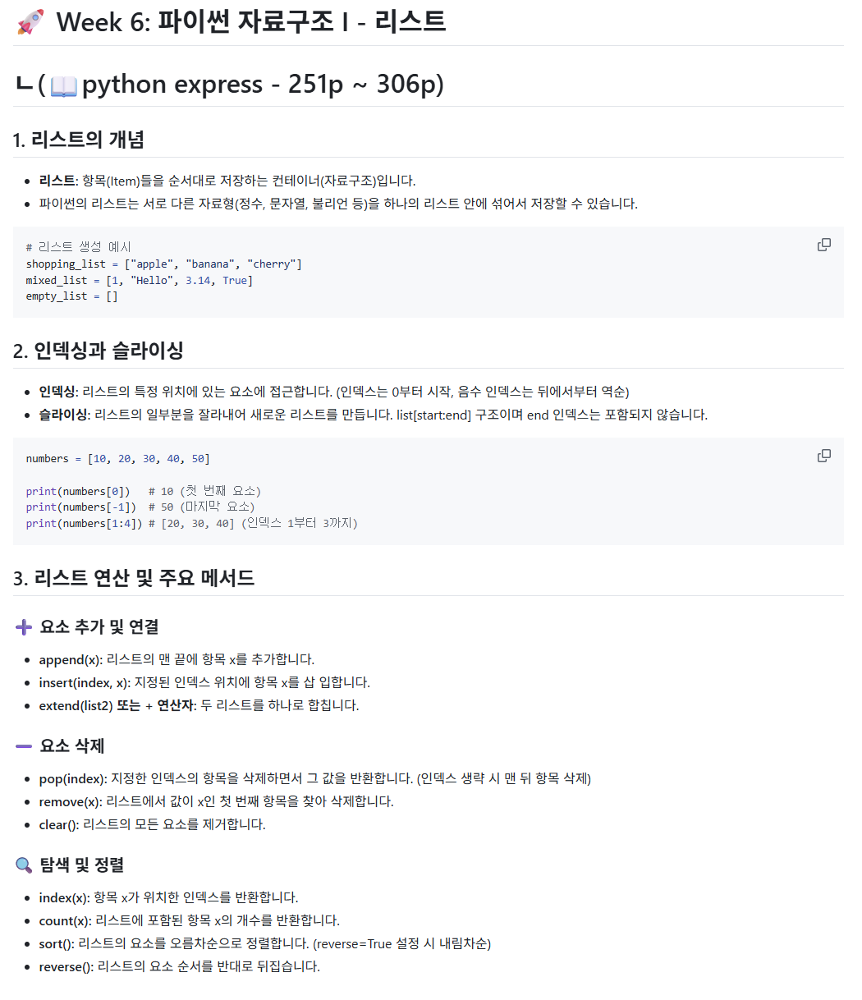 🚀 Week 6: 파이썬 자료구조 I - 리스트
ㄴ(📖python express - 251p ~ 306p)
1. 리스트의 개념
리스트: 항목(Item)들을 순서대로 저장하는 컨테이너(자료구조)입니다.
파이썬의 리스트는 서로 다른 자료형(정수, 문자열, 불리언 등)을 하나의 리스트 안에 섞어서 저장할 수 있습니다.
# 리스트 생성 예시
shopping_list = ["apple", "banana", "cherry"]
mixed_list = [1, "Hello", 3.14, True]
empty_list = []
2. 인덱싱과 슬라이싱
인덱싱: 리스트의 특정 위치에 있는 요소에 접근합니다. (인덱스는 0부터 시작, 음수 인덱스는 뒤에서부터 역순)
슬라이싱: 리스트의 일부분을 잘라내어 새로운 리스트를 만듭니다. list[start:end] 구조이며 end 인덱스는 포함되지 않습니다.
numbers = [10, 20, 30, 40, 50]
print(numbers[0])   # 10 (첫 번째 요소)
print(numbers[-1])  # 50 (마지막 요소)
print(numbers[1:4]) # [20, 30, 40] (인덱스 1부터 3까지)
3. 리스트 연산 및 주요 메서드
➕ 요소 추가 및 연결
append(x): 리스트의 맨 끝에 항목 x를 추가합니다.
insert(index, x): 지정된 인덱스 위치에 항목 x를 삽 입합니다.
extend(list2) 또는 + 연산자: 두 리스트를 하나로 합칩니다.
➖ 요소 삭제
pop(index): 지정한 인덱스의 항목을 삭제하면서 그 값을 반환합니다. (인덱스 생략 시 맨 뒤 항목 삭제)
remove(x): 리스트에서 값이 x인 첫 번째 항목을 찾아 삭제합니다.
clear(): 리스트의 모든 요소를 제거합니다.
🔍 탐색 및 정렬
index(x): 항목 x가 위치한 인덱스를 반환합니다.
count(x): 리스트에 포함된 항목 x의 개수를 반환합니다.
sort(): 리스트의 요소를 오름차순으로 정렬합니다. (reverse=True 설정 시 내림차순)
reverse(): 리스트의 요소 순서를 반대로 뒤집습니다.